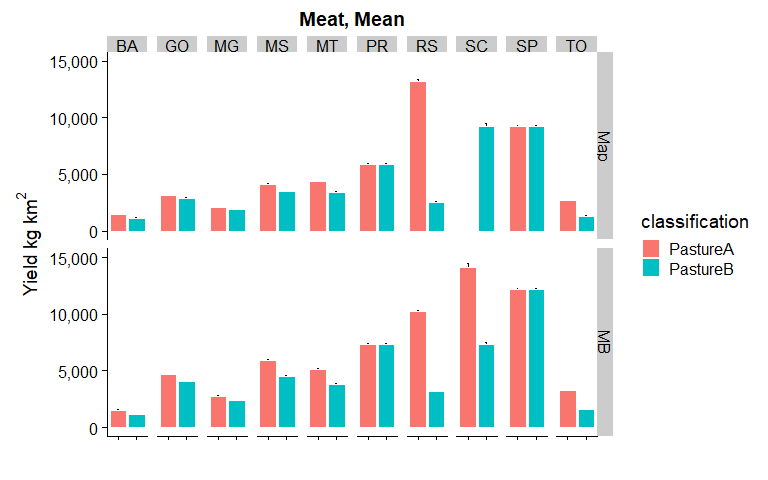 Meat, Mean
BA GO MG MS MT PR RS SC SP TO
15,000
10,000
5,000
0
Map
15,000
10,000
5,000
0
MB
Yield kg km²
classification
PastureA
PastureB